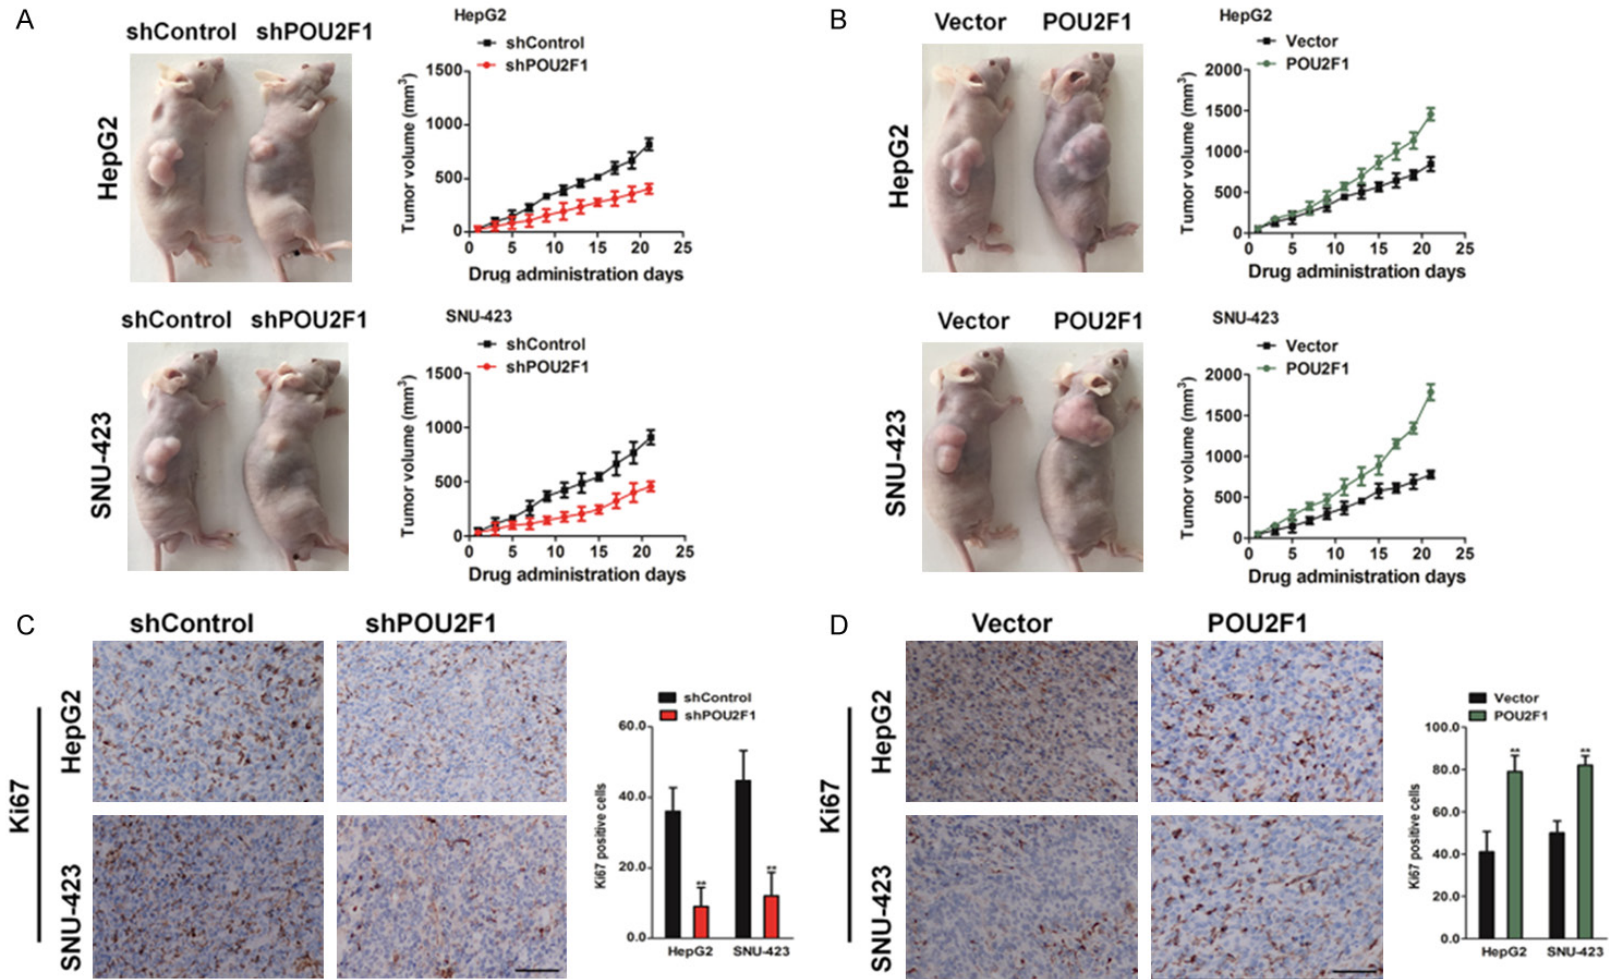 A
shControl shPOU2F1
HepG2
HepG2
shControl
shPOU2F1
Tumor volume (mm3)
1500
1000
500
0
0 5 10 15 20 25
Drug administration days
shControl shPOU2F1
SNU-423
SNU-423
shControl
shPOU2F1
Tumor volume (mm3)
1500
1000
500
0
0 5 10 15 20 25
Drug administration days
B
Vector POU2F1
HepG2
HepG2
Vector
POU2F1
Tumor volume (mm3)
2000
1500
1000
500
0
0 5 10 15 20 25
Drug administration days
Vector POU2F1
SNU-423
SNU-423
Vector
POU2F1
Tumor volume (mm3)
2000
1500
1000
500
0
0 5 10 15 20 25
Drug administration days
C
shControl shPOU2F1
Ki67
HepG2
SNU-423
shControl
shPOU2F1
Ki67 positive cells
60.0
40.0
20.0
0.0
** **
HepG2 SNU-423
D
Vector POU2F1
Ki67
HepG2
SNU-423
Vector
POU2F1
Ki67 positive cells
100.0
80.0
60.0
40.0
20.0
0.0
** **
HepG2 SNU-423